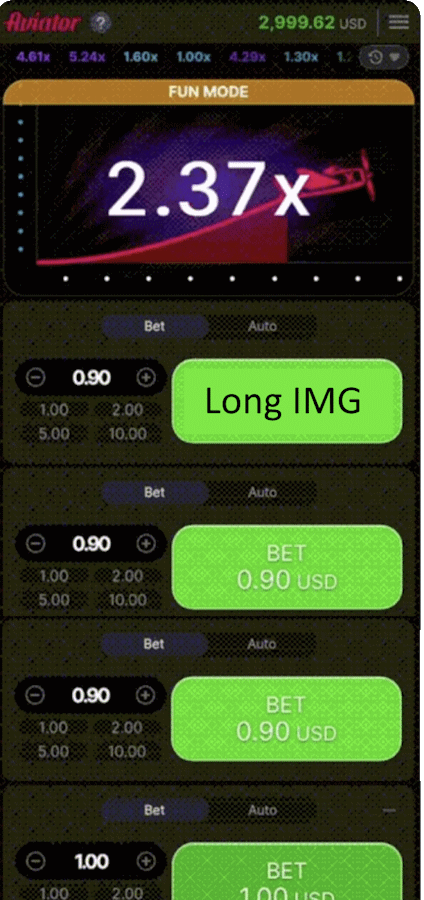 Aviator ? 2,999.62 USD
4.61x 5.24x 1.60x 1.00x 4.29x 1.30x
FUN MODE
2.37x
Bet Auto
0.90
1.00 2.00
5.00 10.00
Long IMG
Bet Auto
0.90
1.00 2.00
5.00 10.00
BET
0.90 USD
Bet Auto
0.90
1.00 2.00
5.00 10.00
BET
0.90 USD
Bet Auto
1.00
1.00 2.00
BET
1.00 USD